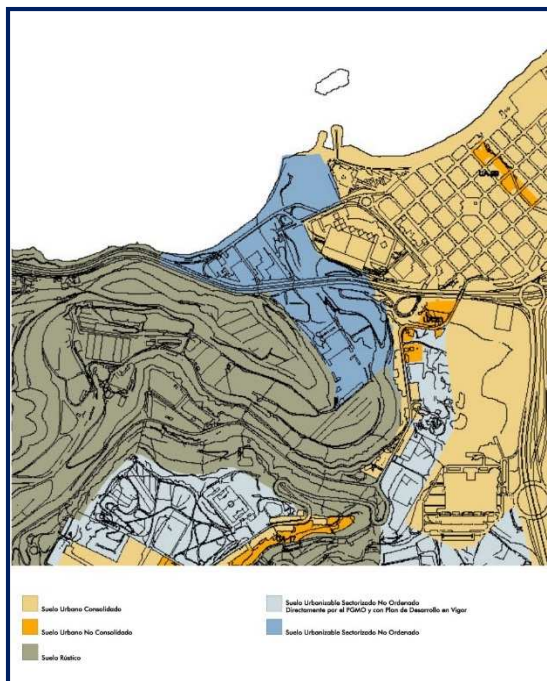 Suelo Urbano Consolidado
Suelo Urbano No Consolidado
Suelo Rústico
Suelo Urbanizable Sectorizado No Ordenado
Directamente por el PGMO y con Plan de Desarrollo en Vigor
Suelo Urbanizable Sectorizado No Ordenado